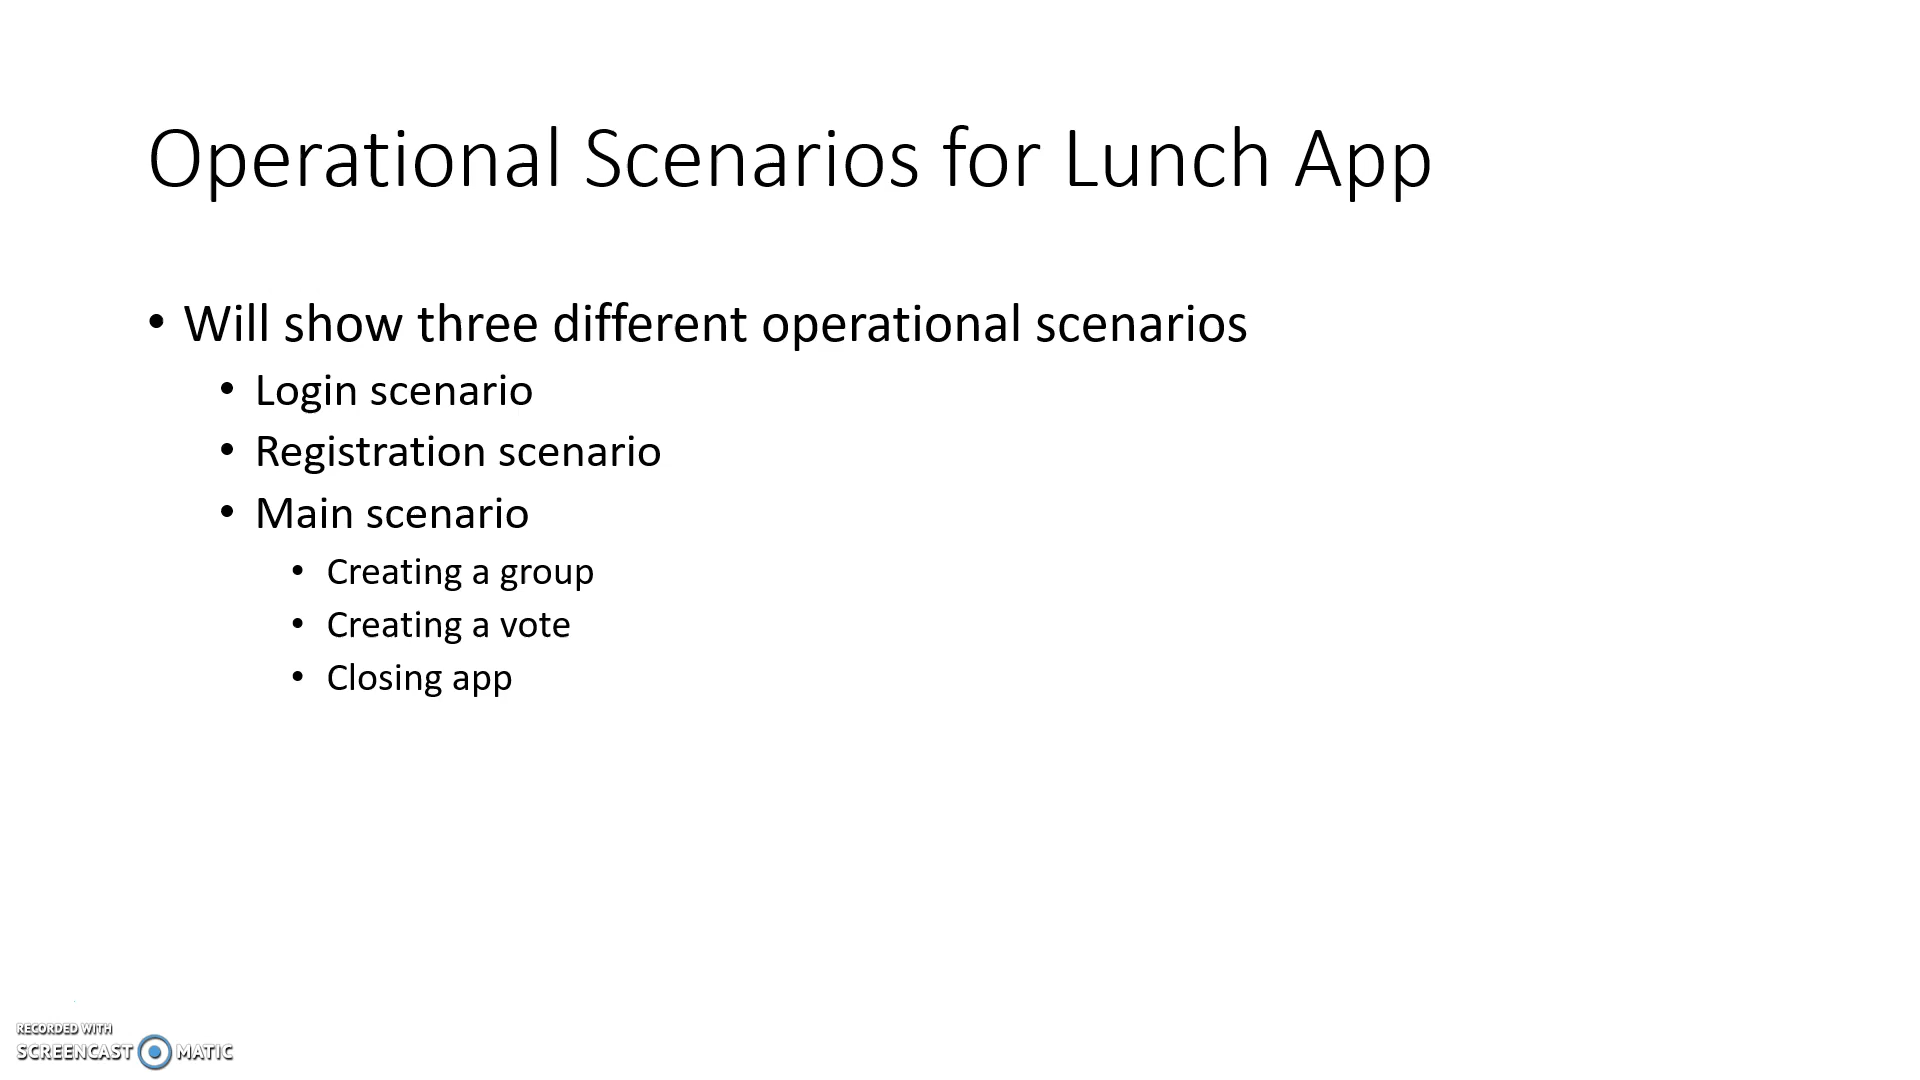 Operational Scenarios for Lunch App
• Will show three different operational scenarios
• Login scenario
• Registration scenario
• Main scenario
• Creating a group
• Creating a vote
• Closing app
RECORDED WITH
SCREENCAST MATIC